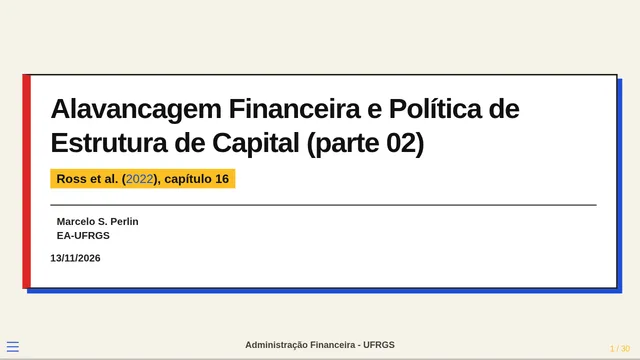 Alavancagem Financeira e Política de
Estrutura de Capital (parte 02)
Ross et al. (2022), capítulo 16
Marcelo S. Perlin
EA-UFRGS
13/11/2026
Administração Financeira - UFRGS
1 / 30